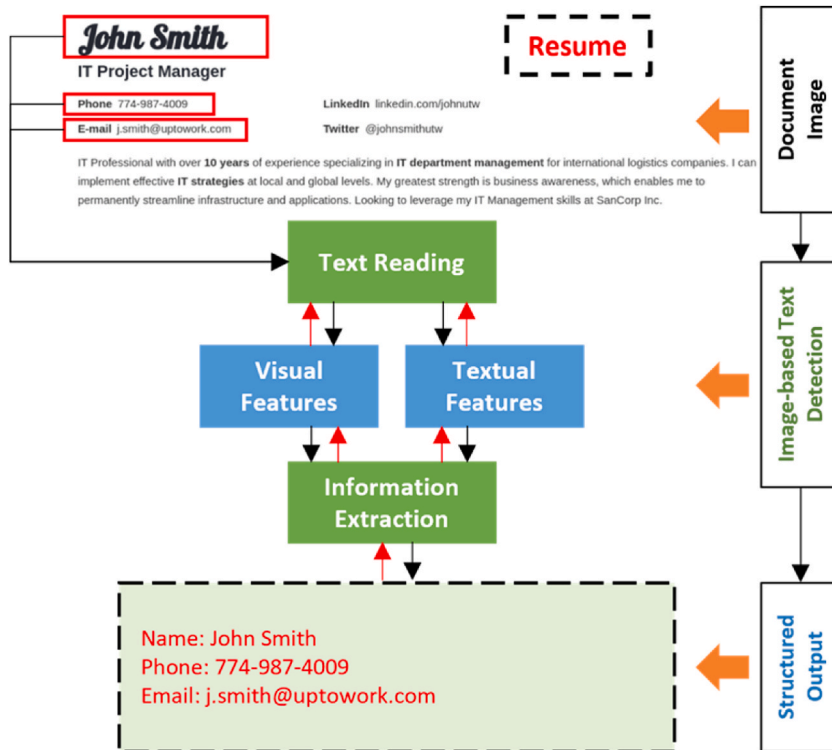 John Smith
Resume
IT Project Manager
Phone 774-987-4009
LinkedIn linkedin.com/johnutw
E-mail j.smith@uptowork.com
Twitter @johnsmithutw
IT Professional with over 10 years of experience specializing in IT department management for international logistics companies. I can
implement effective IT strategies at local and global levels. My greatest strength is business awareness, which enables me to
permanently streamline infrastructure and applications. Looking to leverage my IT Management skills at SanCorp Inc.
Document
Image
Text Reading
Visual
Features
Textual
Features
Image-based Text
Detection
Information
Extraction
Name: John Smith
Phone: 774-987-4009
Email: j.smith@uptowork.com
Structured
Output